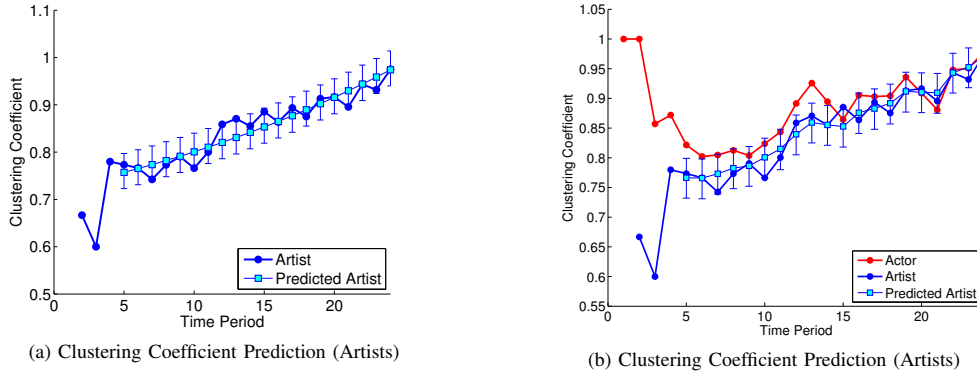 1.1
1
0.9
0.8
0.7
0.6
0.5
Clustering Coefficient
0 5 10 15 20
Time Period
Artist
Predicted Artist
(a) Clustering Coefficient Prediction (Artists)
1.05
1
0.95
0.9
0.85
0.8
0.75
0.7
0.65
0.6
0.55
Clustering Coefficient
0 5 10 15 20
Time Period
Actor
Artist
Predicted Artist
(b) Clustering Coefficient Prediction (Artists)